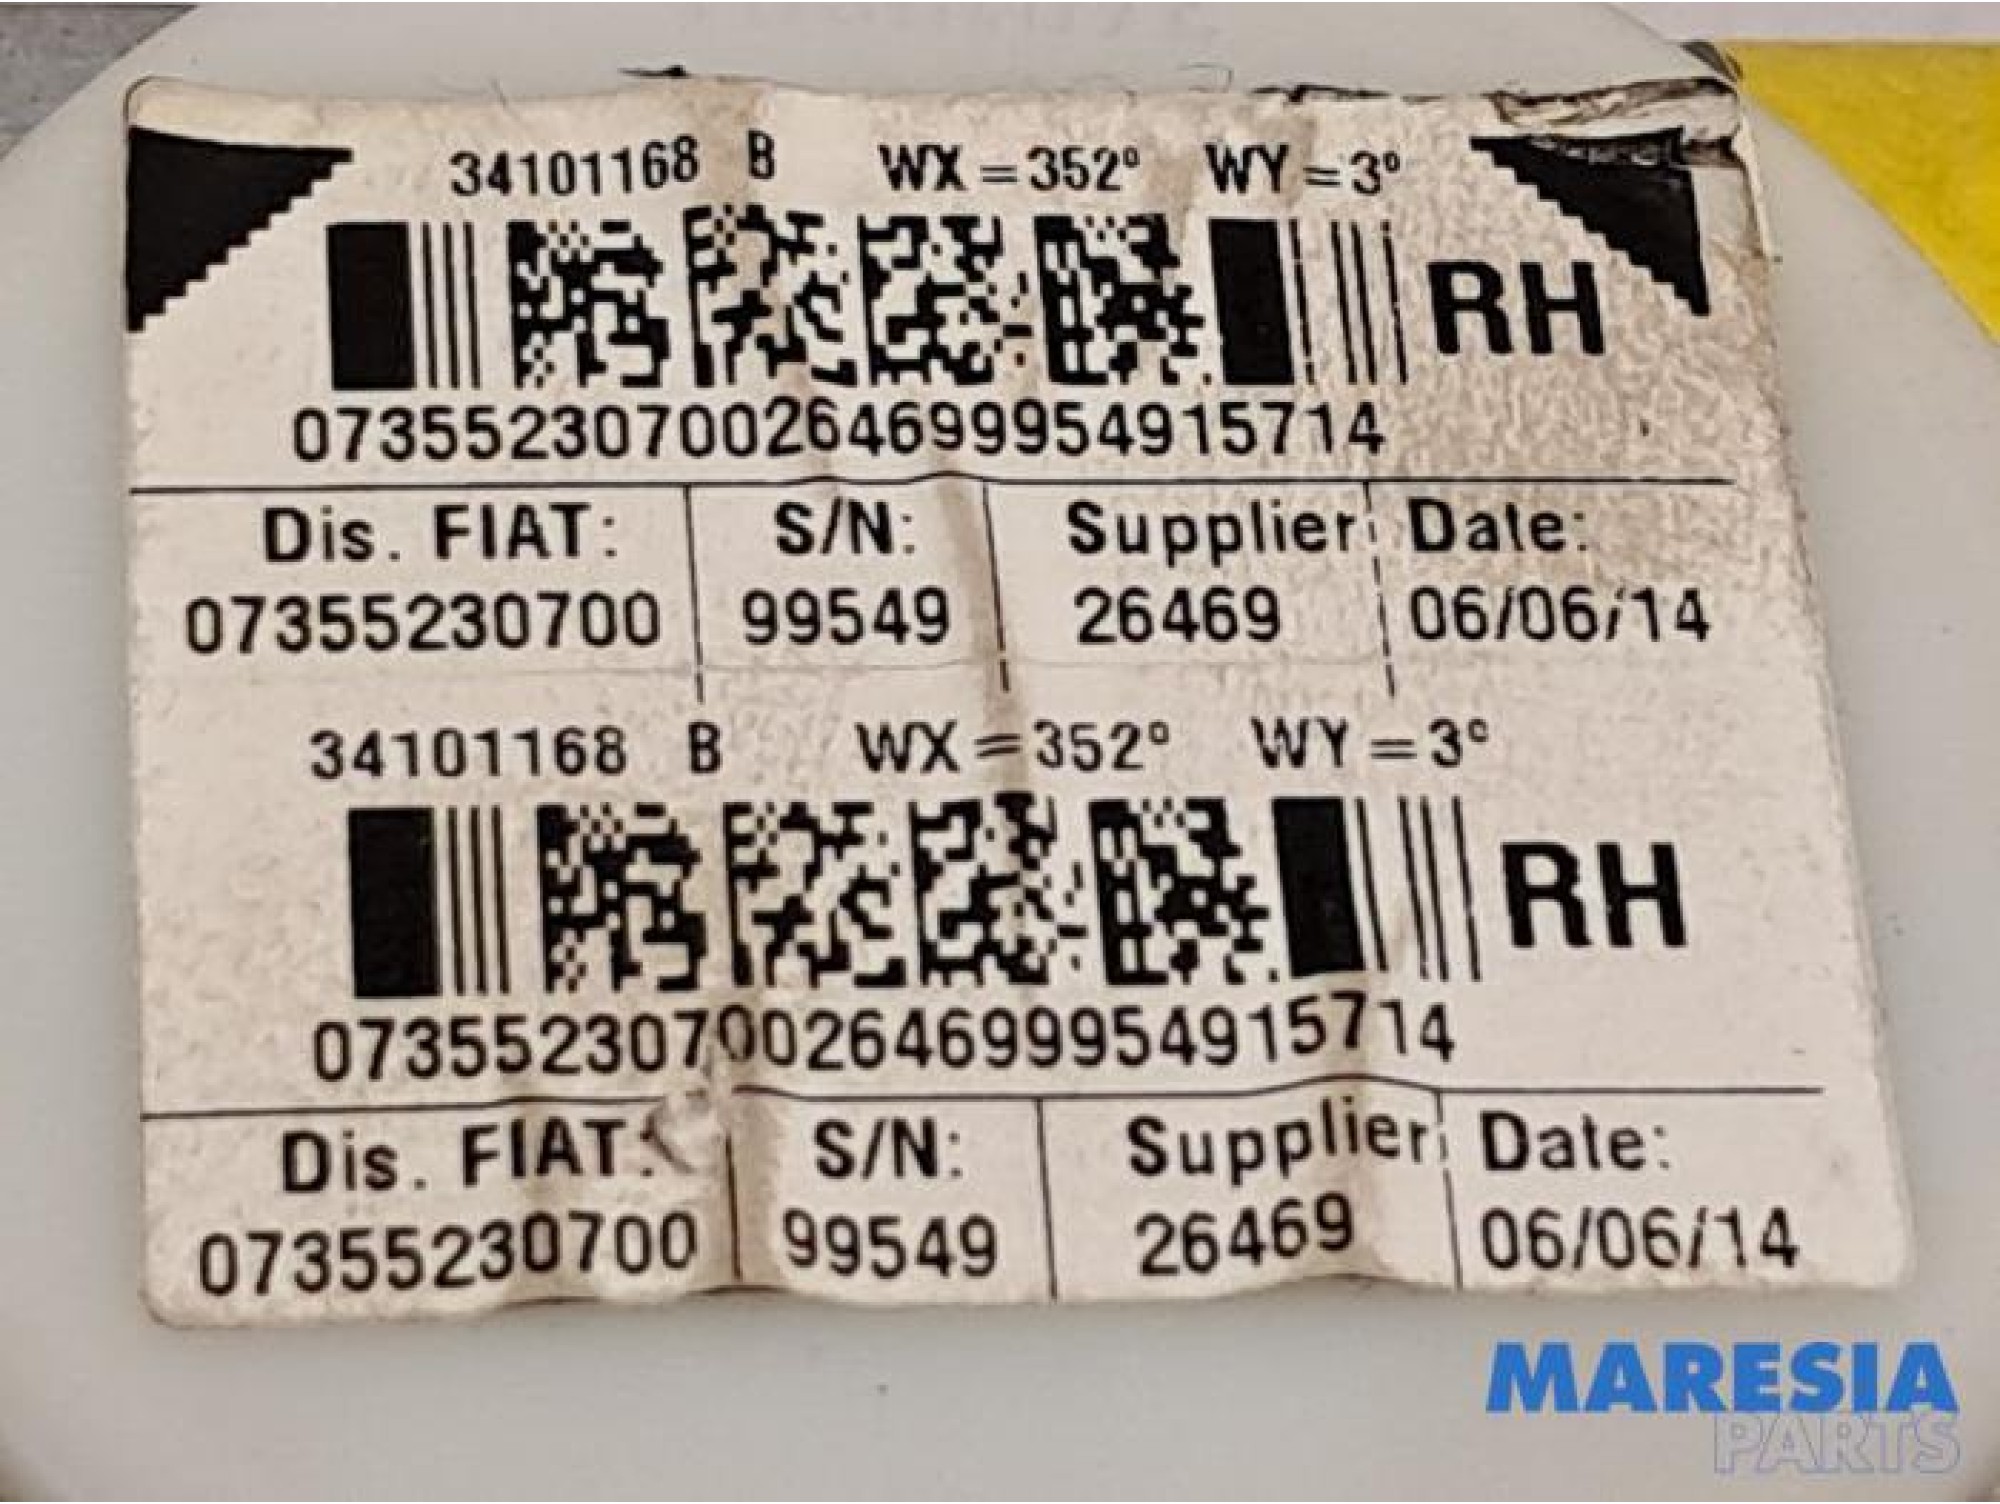 34101168 B WX=352° WY=3°
RH
07355230700264699954915714
Dis. FIAT: S/N: Supplier: Date:
07355230700 99549 26469 06/06/14
34101168 B WX=352° WY=3°
RH
07355230700264699954915714
Dis. FIAT: S/N: Supplier: Date:
07355230700 99549 26469 06/06/14
MARESIA
PARTS